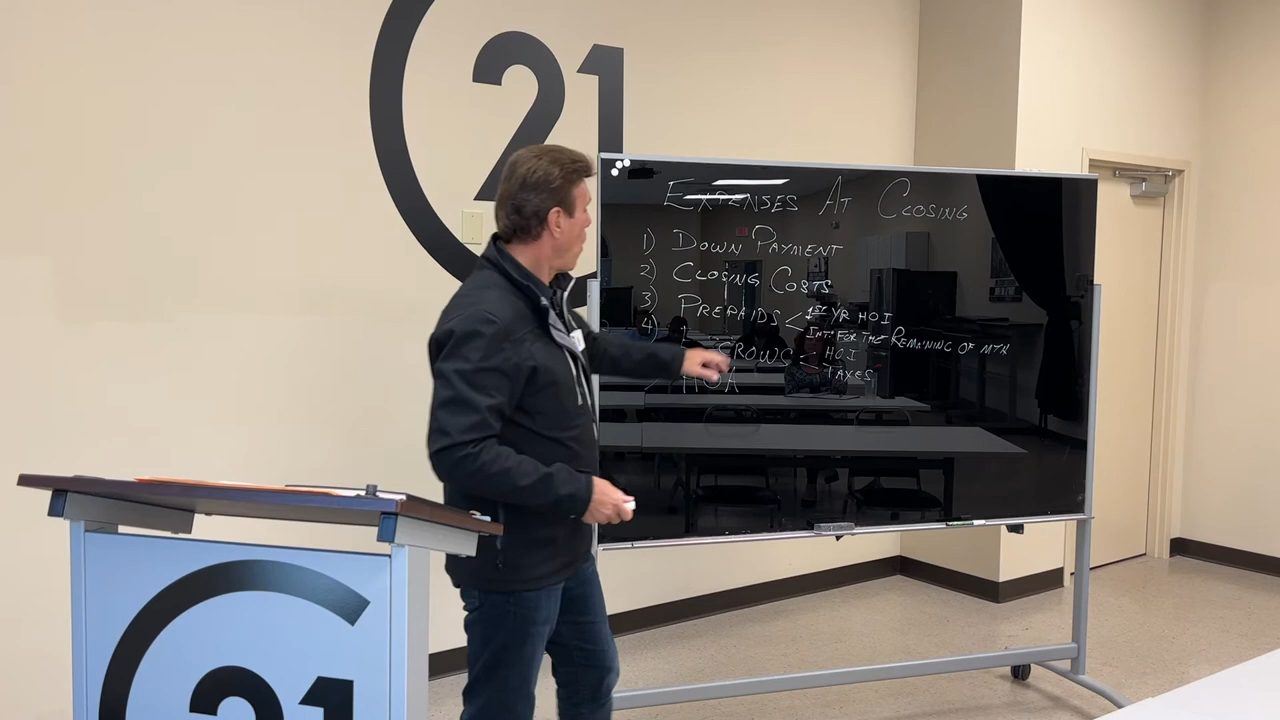 21
EXPENSES AT CLOSING
1) DOWN PAYMENT
2) CLOSING COSTS
3) PREPAIDS < 1ST YR HOI
INT. FOR THE REMAINING OF MTH
4) ESCROWS < HOI
TAXES
HOA
21